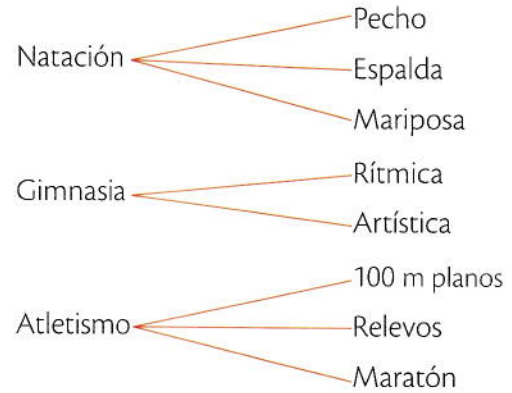 Natación
Pecho
Espalda
Mariposa
Gimnasia
Rítmica
Artística
Atletismo
100 m planos
Relevos
Maratón